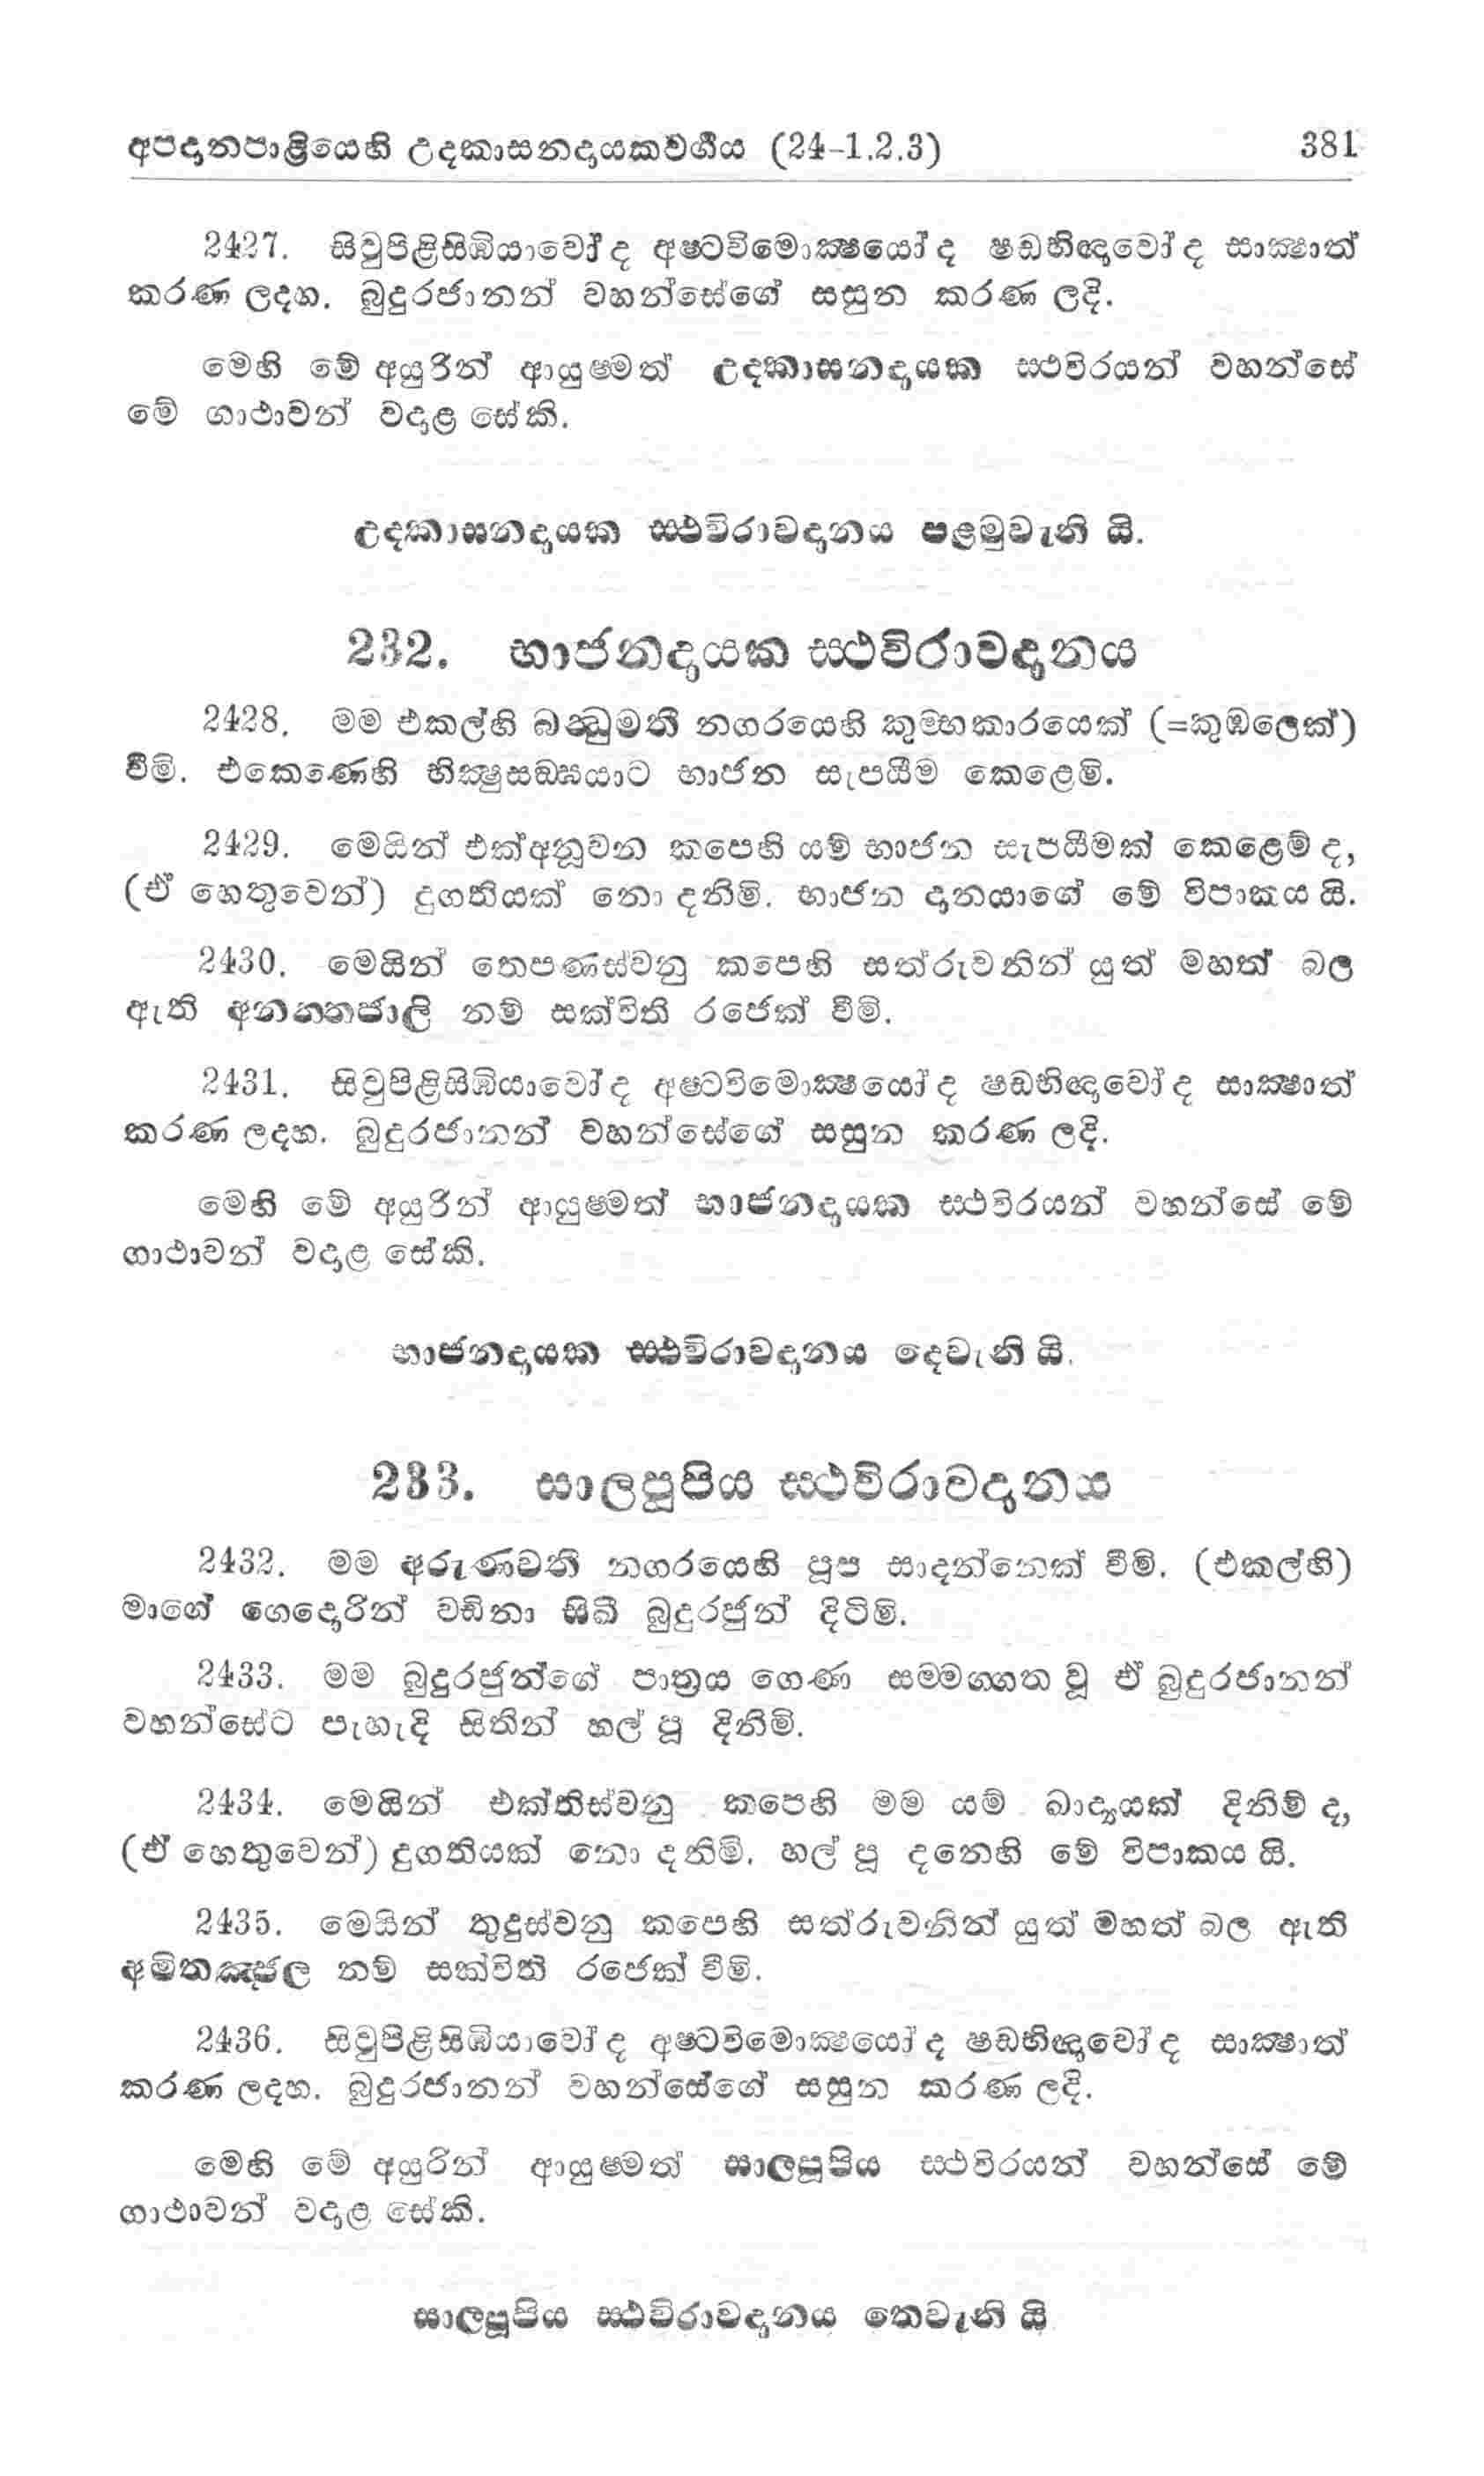 අපදානපාළියෙහි උදකාසනදායකවර්ගය (24-1.2.3) 381
2427. සිවුපිළිසිඹියාවෝ ද අෂ්ටවිමොක්ෂයෝ ද ෂඩභිඥාවෝ ද සාක්ෂාත්
කරණ ලදහ. බුදුරජානන් වහන්සේගේ සසුන කරණ ලදි.
මෙහි මේ අයුරින් ආයුෂ්මත් උදකාසනදායක ස්ථවිරයන් වහන්සේ
මේ ගාථාවන් වදාළ සේකි.
උදකාසනදායක ස්ථවිරාවදානය පළමුවැනි යි.
232. භාජනදායක ස්ථවිරාවදානය
2428. මම එකල්හි බන්ධුමතී නගරයෙහි කුම්භකාරයෙක් (=කුඹලෙක්)
වීමි. එකෙණෙහි භික්ෂුසඞ්ඝයාට භාජන සැපයීම කෙළෙමි.
2429. මෙයින් එක්අනූවන කපෙහි යම් භාජන සැපයීමක් කෙළෙම් ද,
(ඒ හෙතුවෙන්) දුගතියක් නො දනිමි. භාජන දානයාගේ මේ විපාකය යි.
2430. මෙයින් තෙපණස්වනු කපෙහි සත්රුවනින් යුත් මහත් බල
ඇති අනන්තජාලි නම් සක්විති රජෙක් වීමි.
2431. සිවුපිළිසිඹියාවෝ ද අෂ්ටවිමොක්ෂයෝ ද ෂඩභිඥාවෝ ද සාක්ෂාත්
කරණ ලදහ. බුදුරජානන් වහන්සේගේ සසුන කරණ ලදි.
මෙහි මේ අයුරින් ආයුෂ්මත් භාජනදායක ස්ථවිරයන් වහන්සේ මේ
ගාථාවන් වදාළ සේකි.
භාජනදායක ස්ථවිරාවදානය දෙවැනි යි.
233. සාලපූපිය ස්ථවිරාවදානය
2432. මම අරුණවතී නගරයෙහි පූප සාදන්නෙක් වීමි. (එකල්හි)
මාගේ ගෙදොරින් වඩිනා සිඛී බුදුරජුන් දිටිමි.
2433. මම බුදුරජුන්ගේ පාත්‍රය ගෙණ සම්මග්ගත වූ ඒ බුදුරජානන්
වහන්සේට පැහැදි සිතින් හල් පූ දිනිමි.
2434. මෙයින් එක්තිස්වනු කපෙහි මම යම් ඛාද්‍යයක් දිනිම් ද,
(ඒ හෙතුවෙන්) දුගතියක් නො දනිමි. හල් පූ දනෙහි මේ විපාකය යි.
2435. මෙයින් තුදුස්වනු කපෙහි සත්රුවනින් යුත් මහත් බල ඇති
අමිතඤ්ජල නම් සක්විති රජෙක් වීමි.
2436. සිවුපිළිසිඹියාවෝ ද අෂ්ටවිමොක්ෂයෝ ද ෂඩභිඥාවෝ ද සාක්ෂාත්
කරණ ලදහ. බුදුරජානන් වහන්සේගේ සසුන කරණ ලදි.
මෙහි මේ අයුරින් ආයුෂ්මත් සාලපූපිය ස්ථවිරයන් වහන්සේ මේ
ගාථාවන් වදාළ සේකි.
සාලපූපිය ස්ථවිරාවදානය තෙවැනි යි